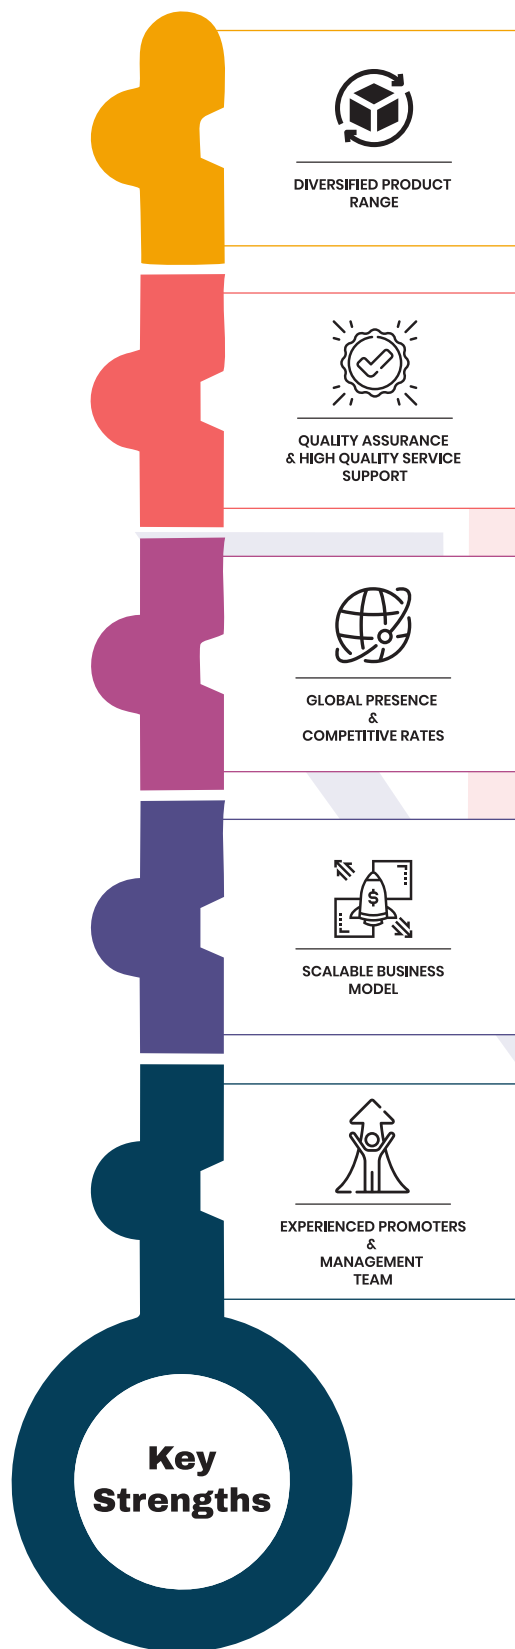 DIVERSIFIED PRODUCT
RANGE
QUALITY ASSURANCE
& HIGH QUALITY SERVICE
SUPPORT
GLOBAL PRESENCE
&
COMPETITIVE RATES
$
SCALABLE BUSINESS
MODEL
EXPERIENCED PROMOTERS
&
MANAGEMENT
TEAM
Key
Strengths